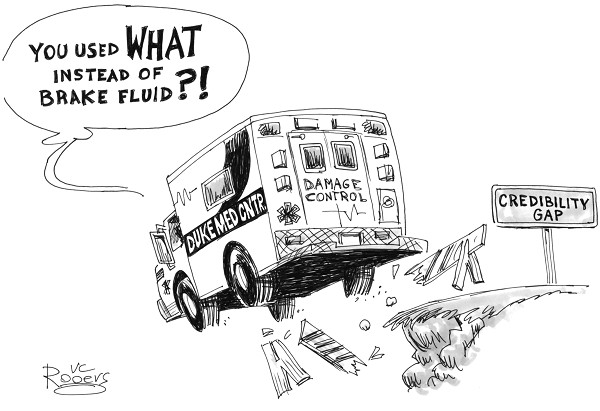 YOU USED WHAT
INSTEAD OF
BRAKE FLUID?!
DAMAGE
CONTROL
DUKE MED CNTR
CREDIBILITY
GAP
VC
ROGERS